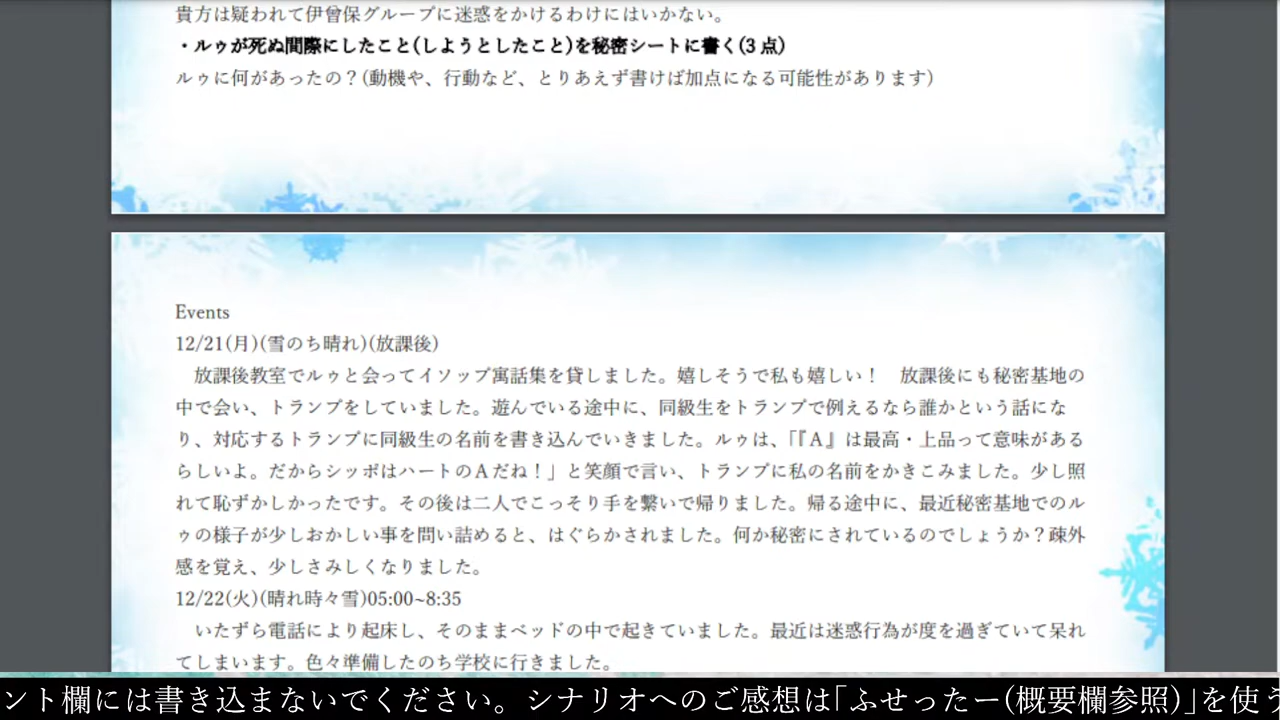 貴方は疑われて伊曾保グループに迷惑をかけるわけにはいかない。
・ルゥが死ぬ間際にしたこと(しようとしたこと)を秘密シートに書く(3 点)
ルゥに何があったの？(動機や、行動など、とりあえず書けば加点になる可能性があります)
Events
12/21(月)(雪のち晴れ)(放課後)
　放課後教室でルゥと会ってイソップ寓話集を貸しました。嬉しそうで私も嬉しい！　放課後にも秘密基地の
中で会い、トランプをしていました。遊んでいる途中に、同級生をトランプで例えるなら誰かという話にな
り、対応するトランプに同級生の名前を書き込んでいきました。ルゥは、「『Ａ』は最高・上品って意味がある
らしいよ。だからシッポはハートのＡだね！」と笑顔で言い、トランプに私の名前をかきこみました。少し照
れて恥ずかしかったです。その後は二人でこっそり手を繋いで帰りました。帰る途中に、最近秘密基地でのル
ゥの様子が少しおかしい事を問い詰めると、はぐらかされました。何か秘密にされているのでしょうか？疎外
感を覚え、少しさみしくなりました。
12/22(火)(晴れ時々雪)05:00~8:35
　いたずら電話により起床し、そのままベッドの中で起きていました。最近は迷惑行為が度を過ぎていて呆れ
てしまいます。色々準備したのち学校に行きました。
ント欄には書き込まないでください。シナリオへのご感想は｢ふせったー(概要欄参照)｣を使う